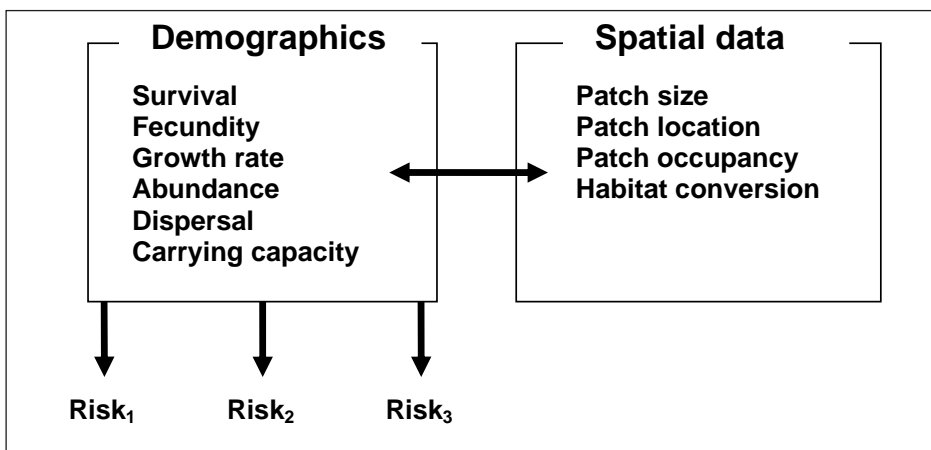 Demographics
Survival
Fecundity
Growth rate
Abundance
Dispersal
Carrying capacity
Spatial data
Patch size
Patch location
Patch occupancy
Habitat conversion
Risk₁ Risk₂ Risk₃